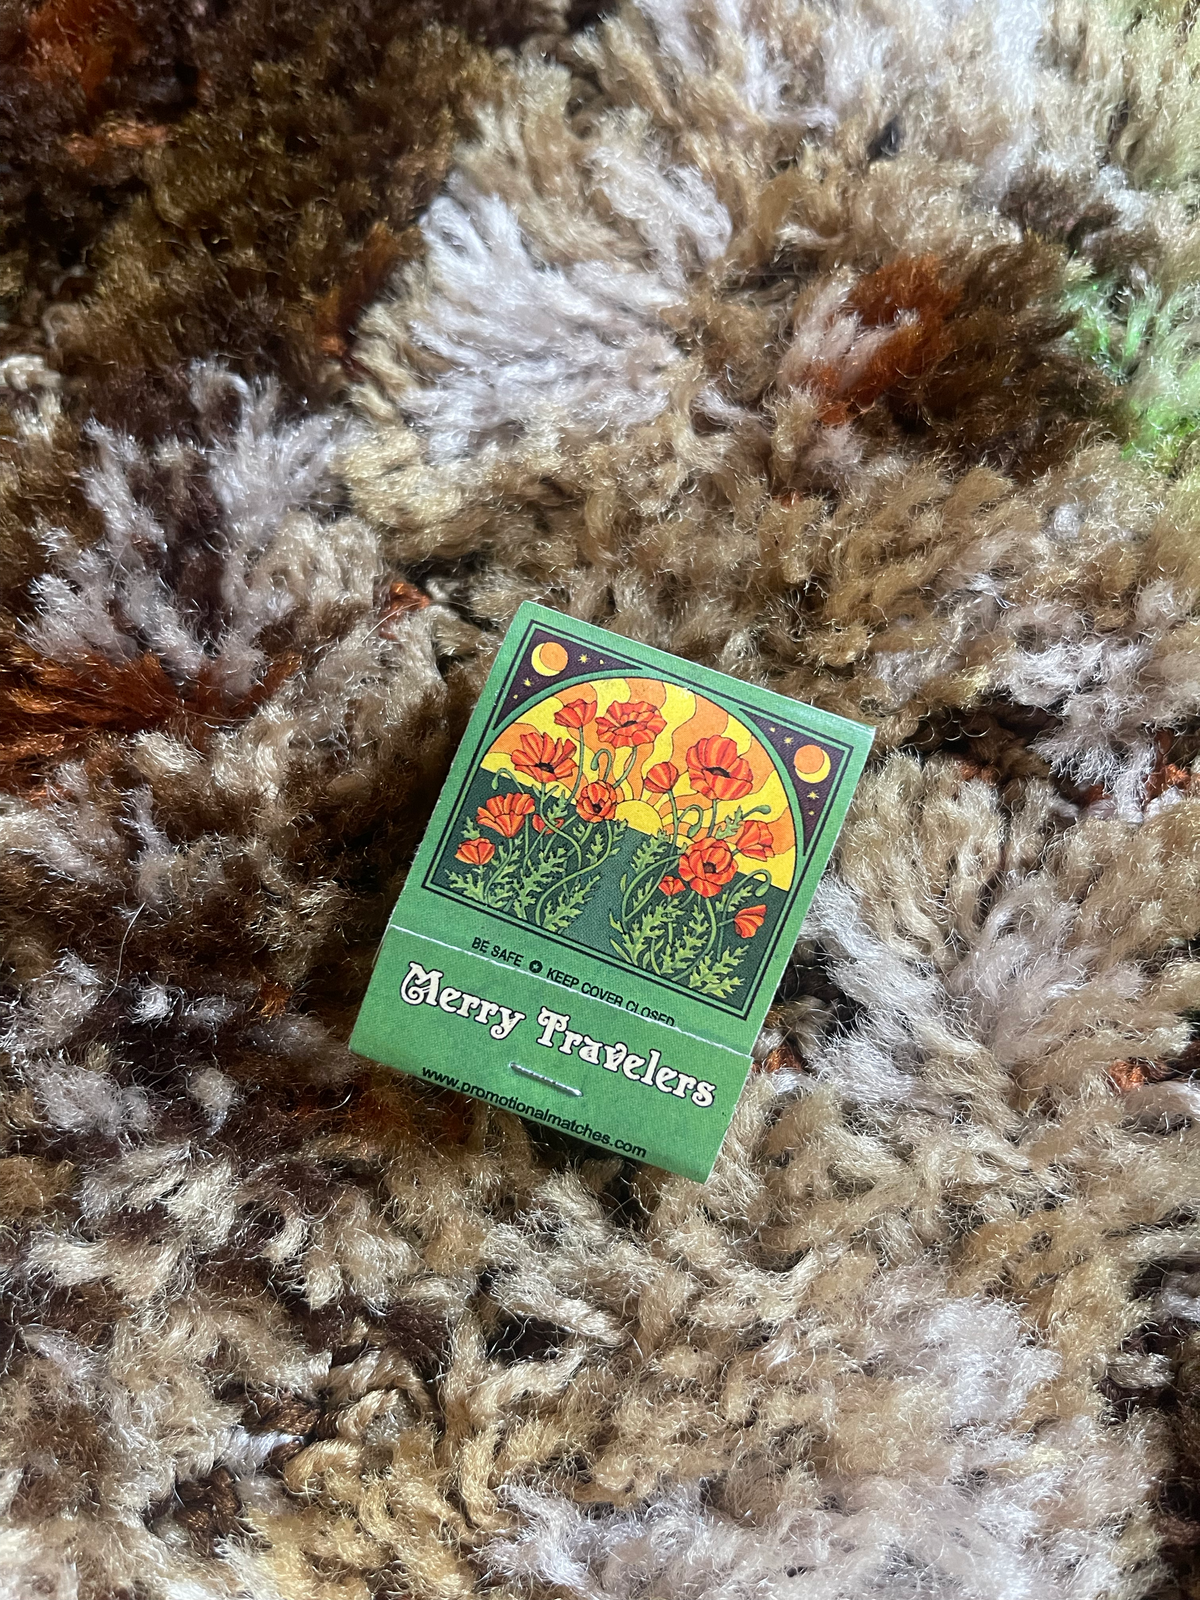 BE SAFE ✪ KEEP COVER CLOSED
Merry Travelers
www.promotionalmatches.com